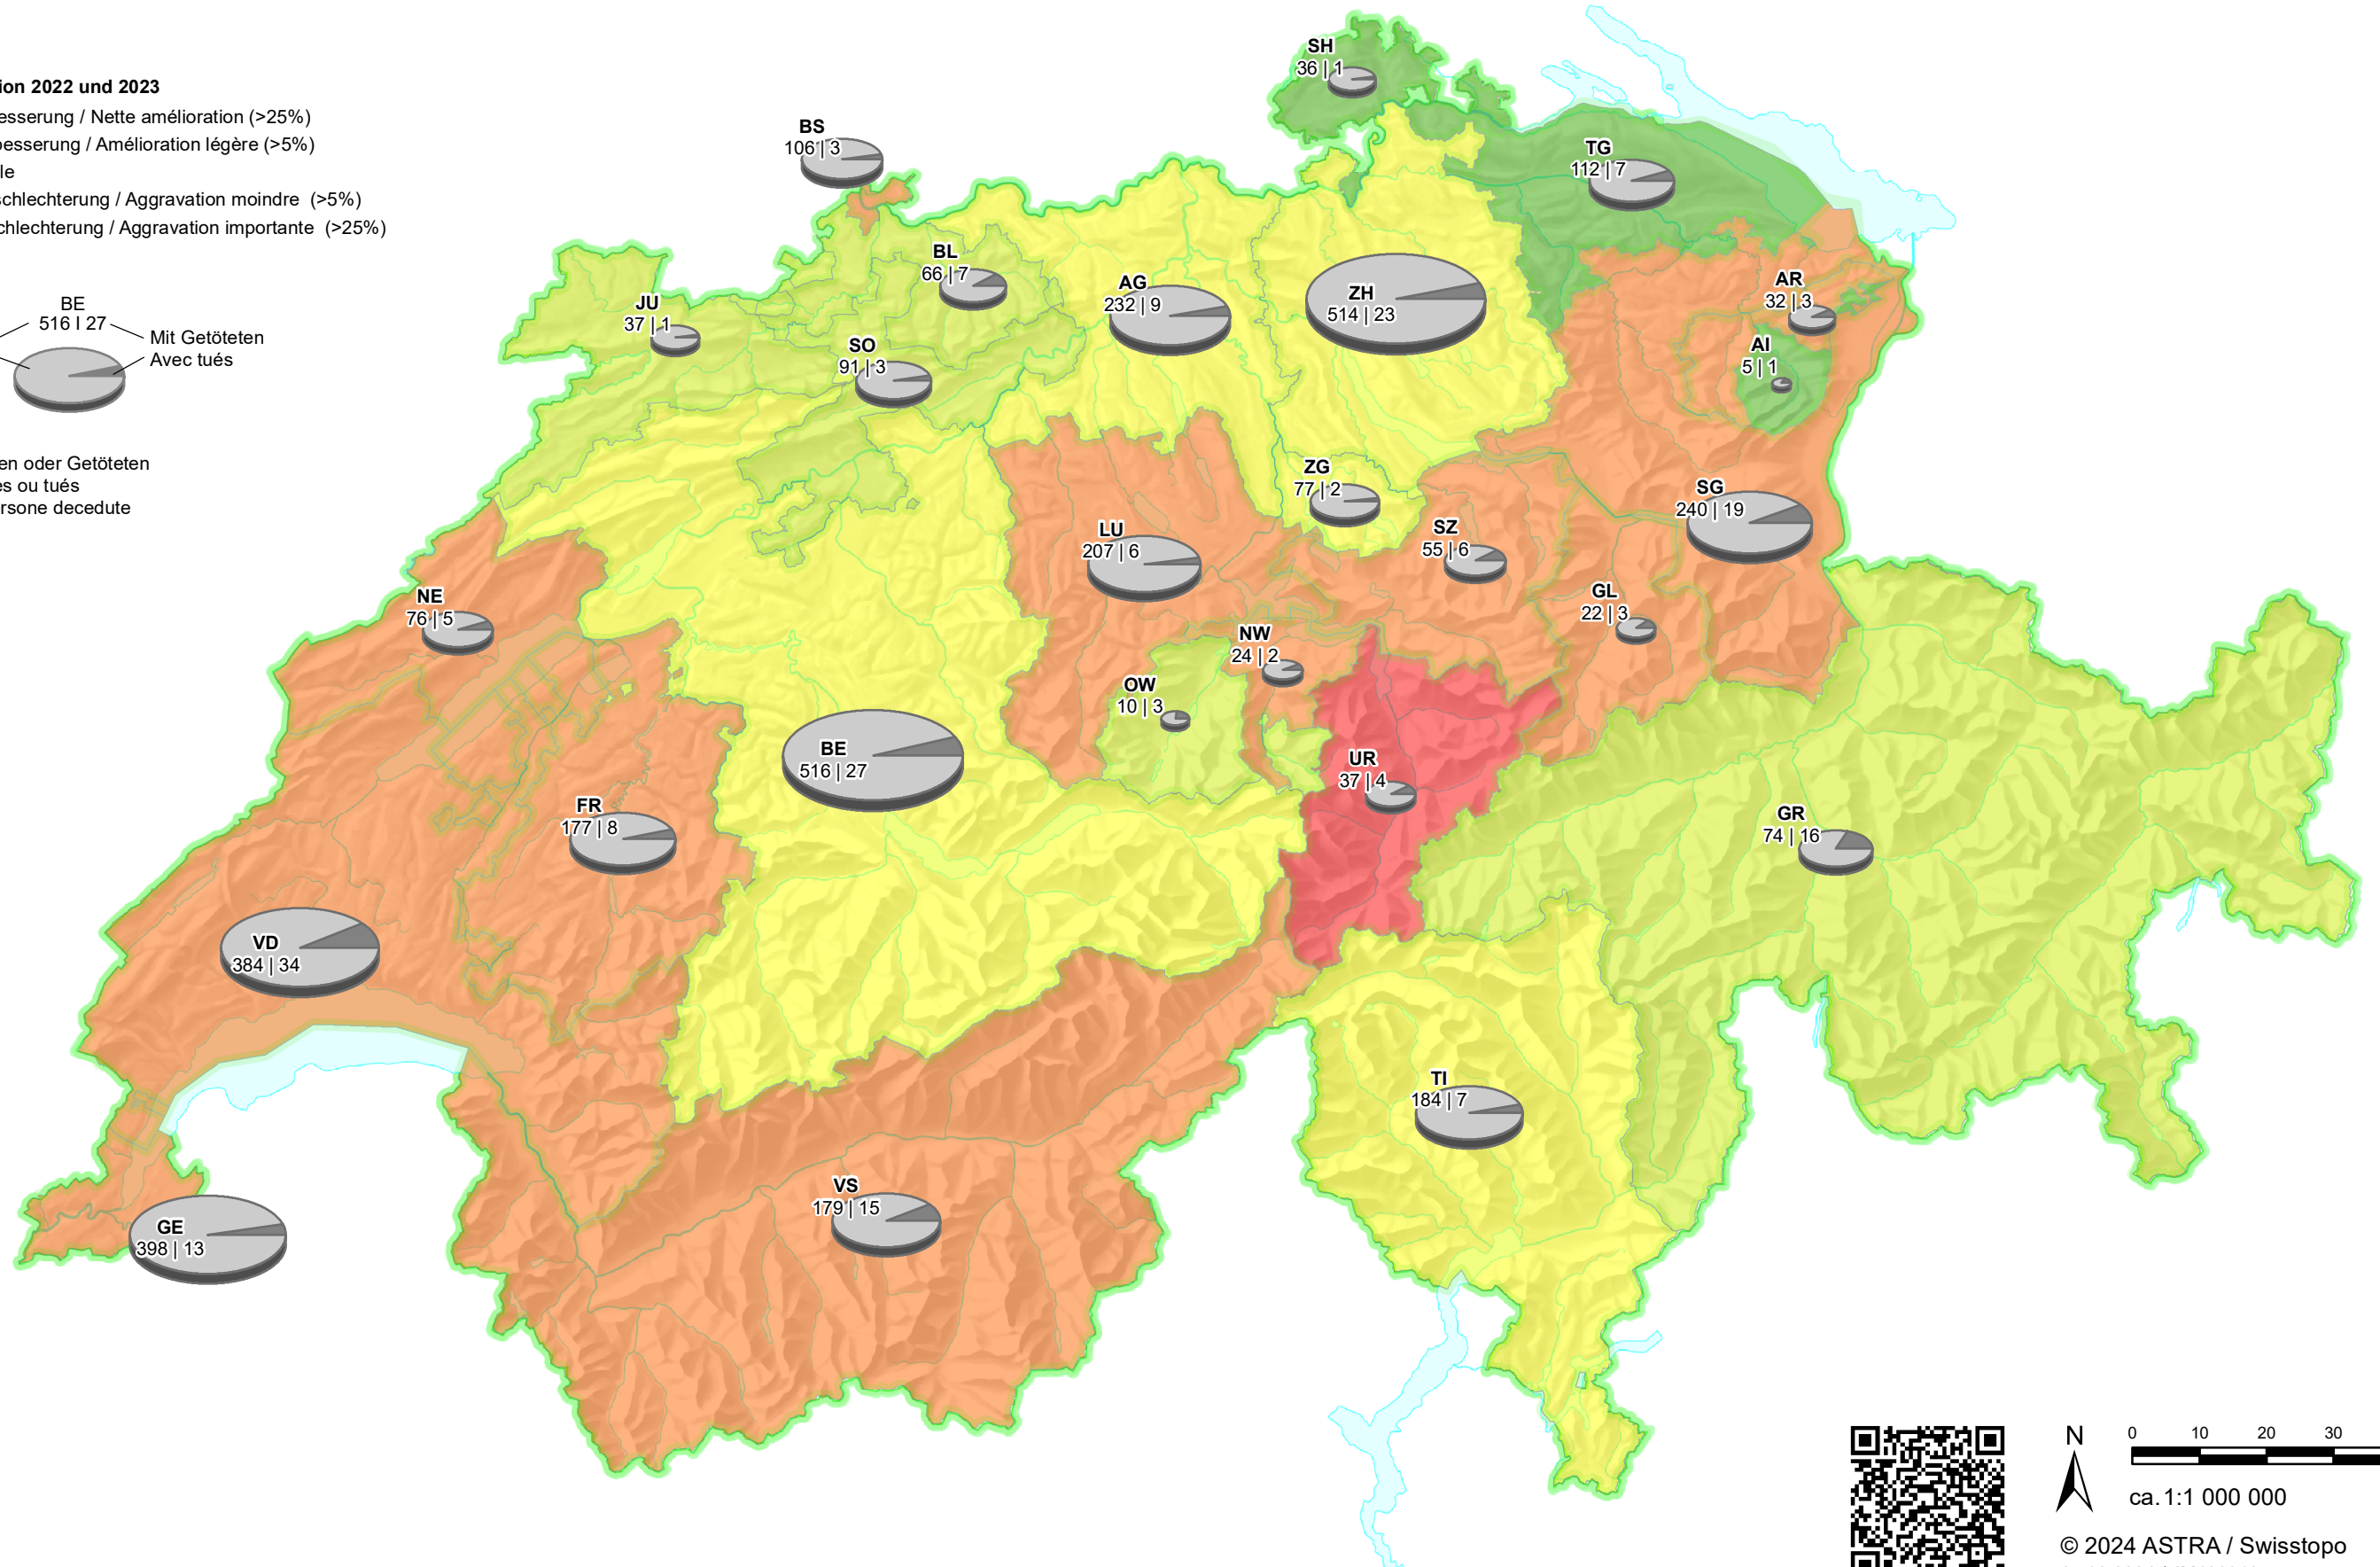 ion 2022 und 2023
esserung / Nette amélioration (>25%)
besserung / Amélioration légère (>5%)
le
schlechterung / Aggravation moindre (>5%)
chlechterung / Aggravation importante (>25%)
BE
516 I 27
Mit Getöteten
Avec tués
en oder Getöteten
es ou tués
ersone decedute
SH
36 | 1
BS
106 | 3
TG
112 | 7
BL
66 | 7
AG
232 | 9
ZH
514 | 23
AR
32 | 3
JU
37 | 1
SO
91 | 3
AI
5 | 1
ZG
77 | 2
SG
240 | 19
LU
207 | 6
SZ
55 | 6
NE
76 | 5
GL
22 | 3
NW
24 | 2
OW
10 | 3
BE
516 | 27
UR
37 | 4
FR
177 | 8
GR
74 | 16
VD
384 | 34
TI
184 | 7
VS
179 | 15
GE
398 | 13
N
0 10 20 30
ca. 1:1 000 000
© 2024 ASTRA / Swisstopo